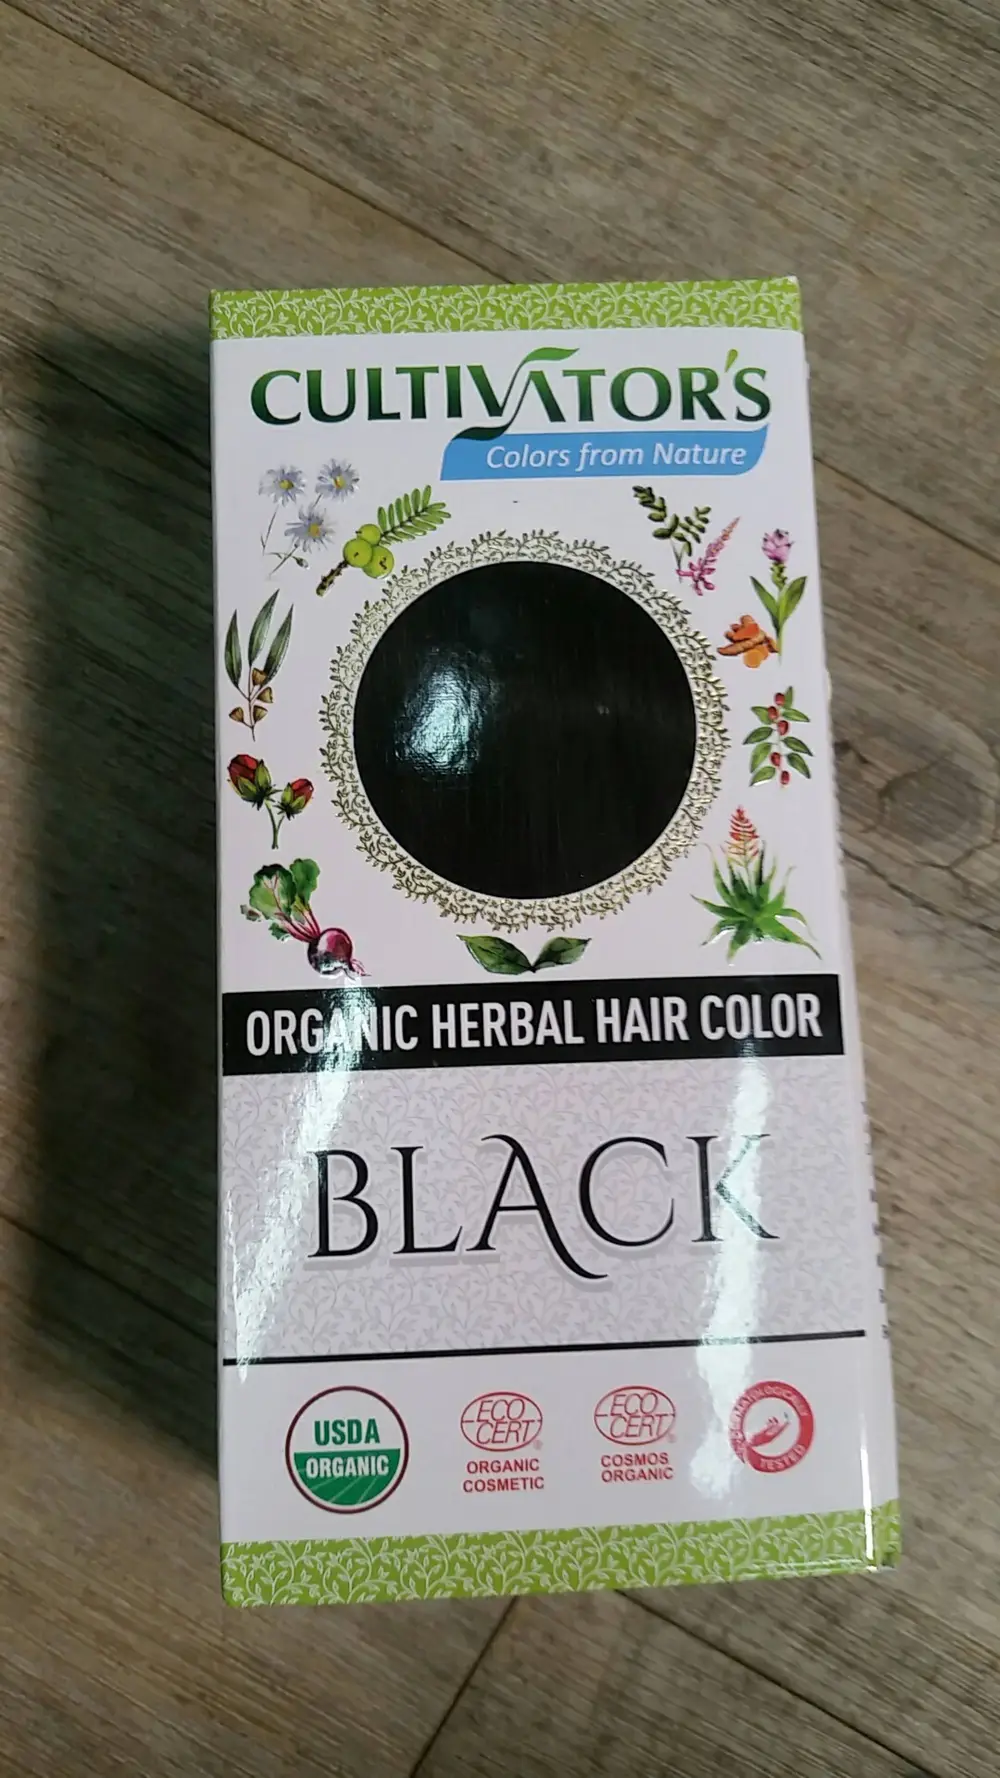 CULTIVATOR'S
Colors from Nature
ORGANIC HERBAL HAIR COLOR
BLACK
USDA
ORGANIC
ECO
CERT
ORGANIC
COSMETIC
ECO
CERT
COSMOS
ORGANIC
TESTED